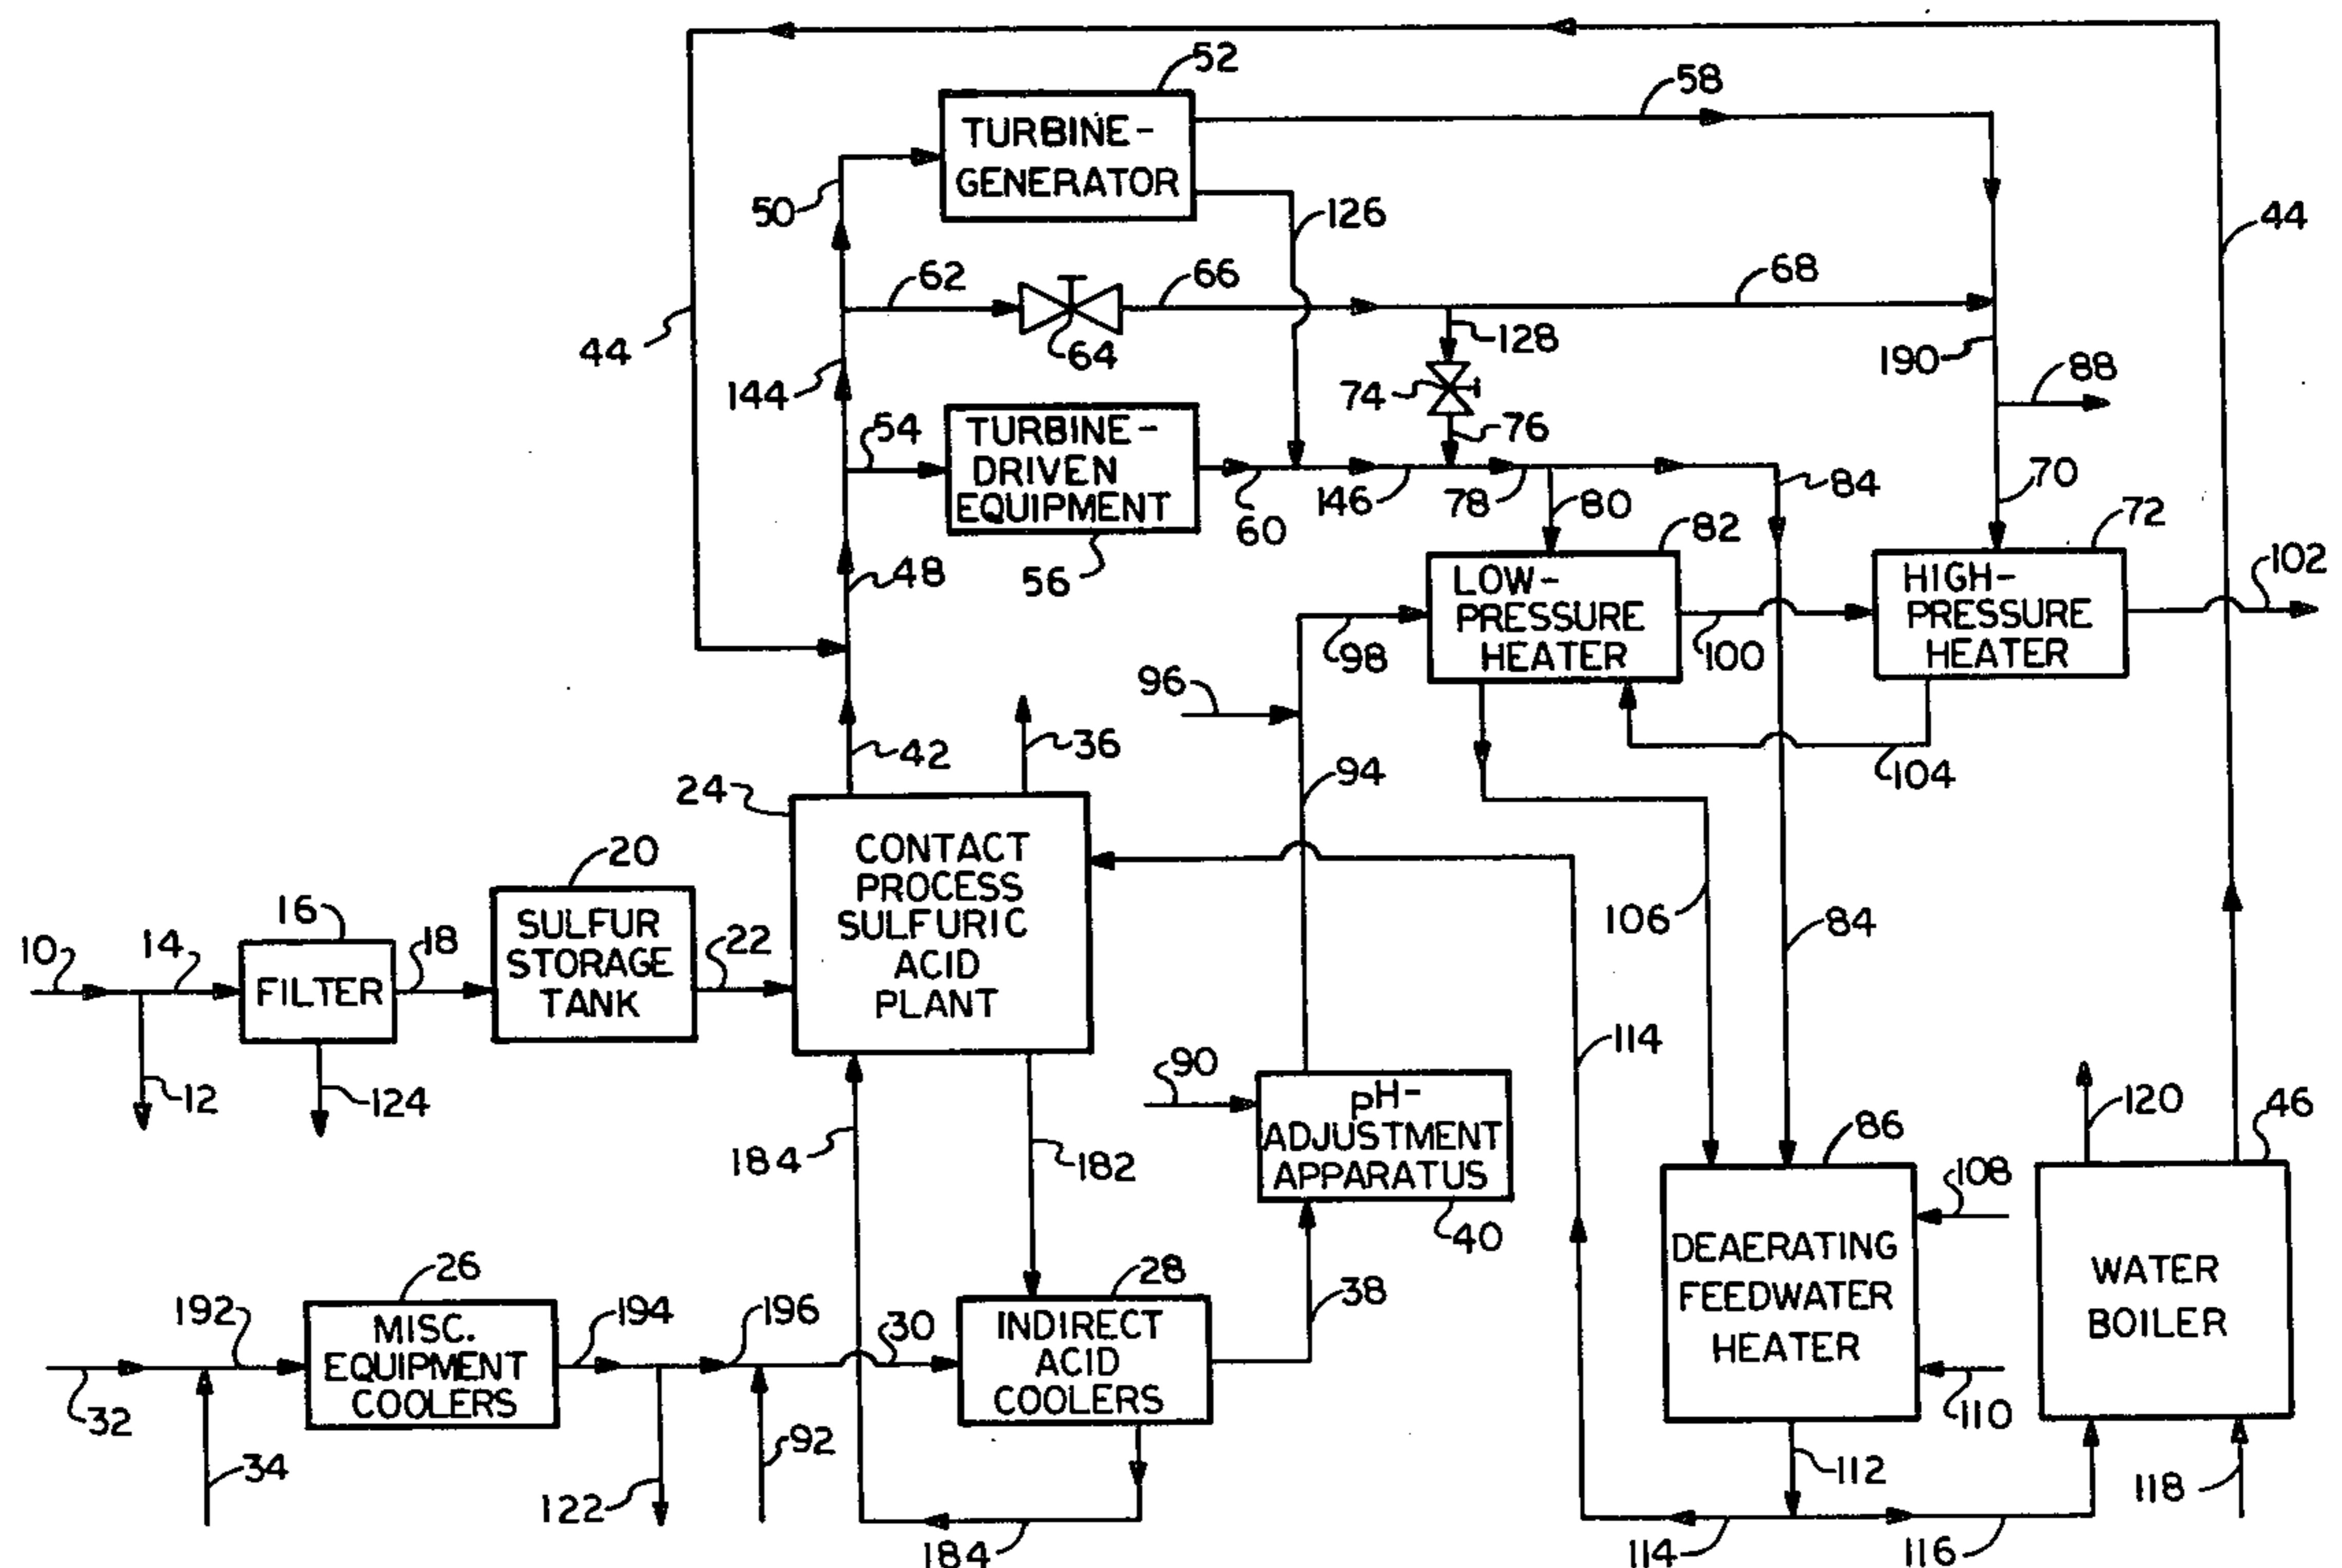 52
58
TURBINE-
GENERATOR
50
126
44
62
66
68
44
64
128
190
88
144
74
54
TURBINE-
DRIVEN
EQUIPMENT
76
60
146
78
80
84
70
82
72
56
48
102
LOW-
PRESSURE
HEATER
HIGH-
PRESSURE
HEATER
98
100
96
36
42
94
104
24
CONTACT
PROCESS
SULFURIC
ACID
PLANT
20
16
106
84
SULFUR
STORAGE
TANK
10
14
18
22
FILTER
114
12
124
90
pH-
ADJUSTMENT
APPARATUS
120
46
86
184
182
108
40
26
28
38
DEAERATING
FEEDWATER
HEATER
WATER
BOILER
192
MISC.
EQUIPMENT
COOLERS
194
196
30
INDIRECT
ACID
COOLERS
32
110
34
92
122
112
118
184
114
116